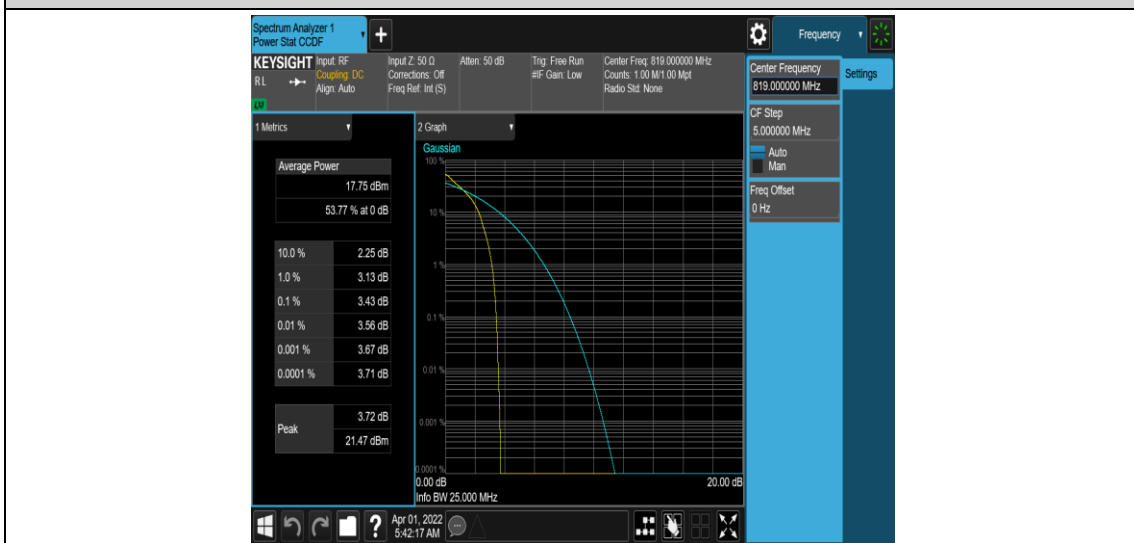 Spectrum Analyzer 1
Power Stat CCDF
+
Frequency
KEYSIGHT
RL
LXI
Input: RF
Coupling: DC
Align: Auto
Input Z: 50 Ω
Corrections: Off
Freq Ref: Int (S)
Atten: 50 dB
Trig: Free Run
#IF Gain: Low
Center Freq: 819.000000 MHz
Counts: 1.00 M/1.00 Mpt
Radio Std: None
Center Frequency
819.000000 MHz
Settings
CF Step
5.000000 MHz
Auto
Man
Freq Offset
0 Hz
1 Metrics
Average Power
17.75 dBm
53.77 % at 0 dB
10.0 % 2.25 dB
1.0 % 3.13 dB
0.1 % 3.43 dB
0.01 % 3.56 dB
0.001 % 3.67 dB
0.0001 % 3.71 dB
Peak
3.72 dB
21.47 dBm
2 Graph
Gaussian
100 %
10 %
1 %
0.1 %
0.01 %
0.001 %
0.0001 %
0.00 dB 20.00 dB
Info BW 25.000 MHz
?
Apr 01, 2022
5:42:17 AM